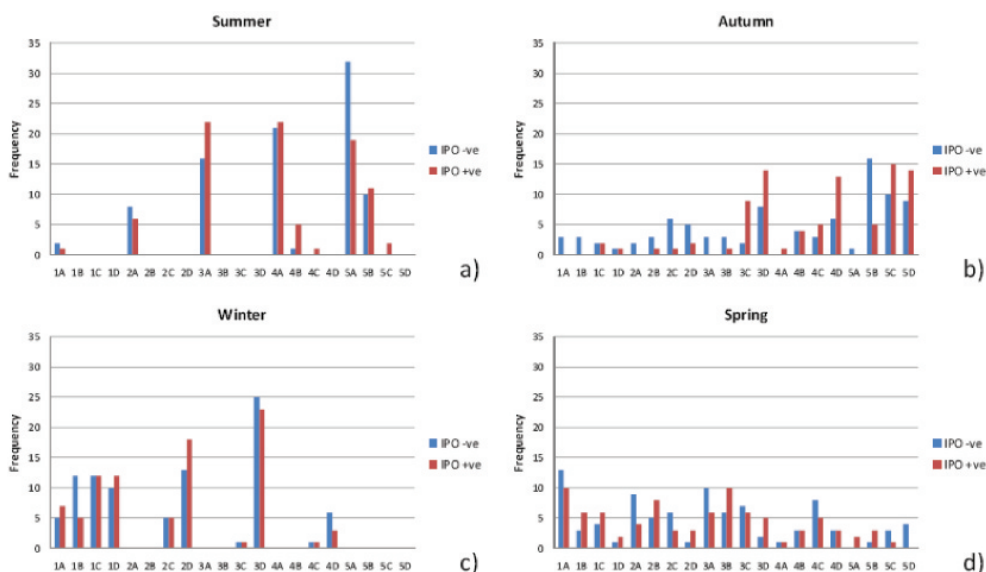 Summer
35
30
25
20
15
10
5
0
Frequency
1A 1B 1C 1D 2A 2B 2C 2D 3A 3B 3C 3D 4A 4B 4C 4D 5A 5B 5C 5D
IPO -ve
IPO +ve
a)
Autumn
35
30
25
20
15
10
5
0
Frequency
1A 1B 1C 1D 2A 2B 2C 2D 3A 3B 3C 3D 4A 4B 4C 4D 5A 5B 5C 5D
IPO -ve
IPO +ve
b)
Winter
35
30
25
20
15
10
5
0
Frequency
1A 1B 1C 1D 2A 2B 2C 2D 3A 3B 3C 3D 4A 4B 4C 4D 5A 5B 5C 5D
IPO -ve
IPO +ve
c)
Spring
35
30
25
20
15
10
5
0
Frequency
1A 1B 1C 1D 2A 2B 2C 2D 3A 3B 3C 3D 4A 4B 4C 4D 5A 5B 5C 5D
IPO -ve
IPO +ve
d)